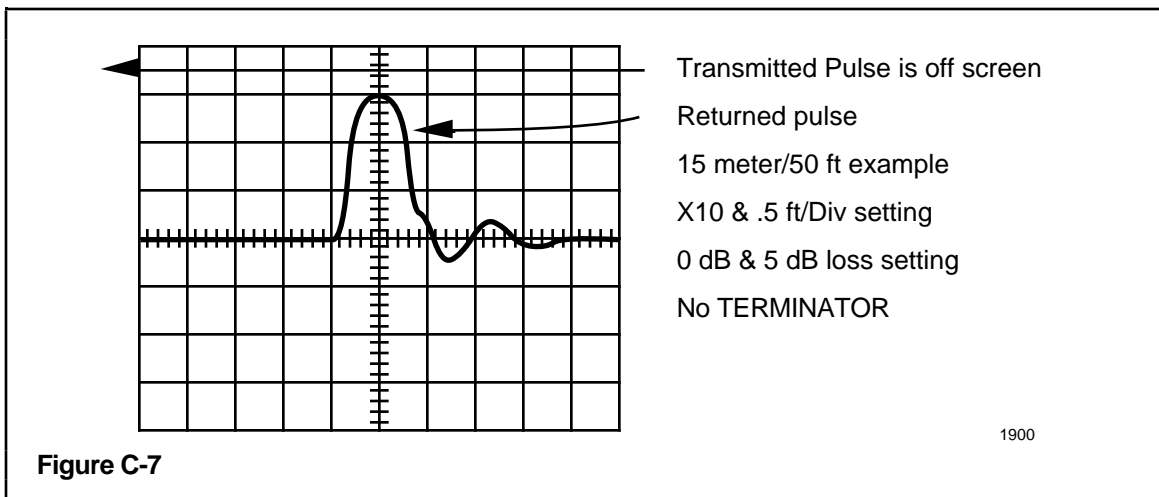 Transmitted Pulse is off screen
Returned pulse
15 meter/50 ft example
X10 & .5 ft/Div setting
0 dB & 5 dB loss setting
No TERMINATOR
1900
Figure C-7